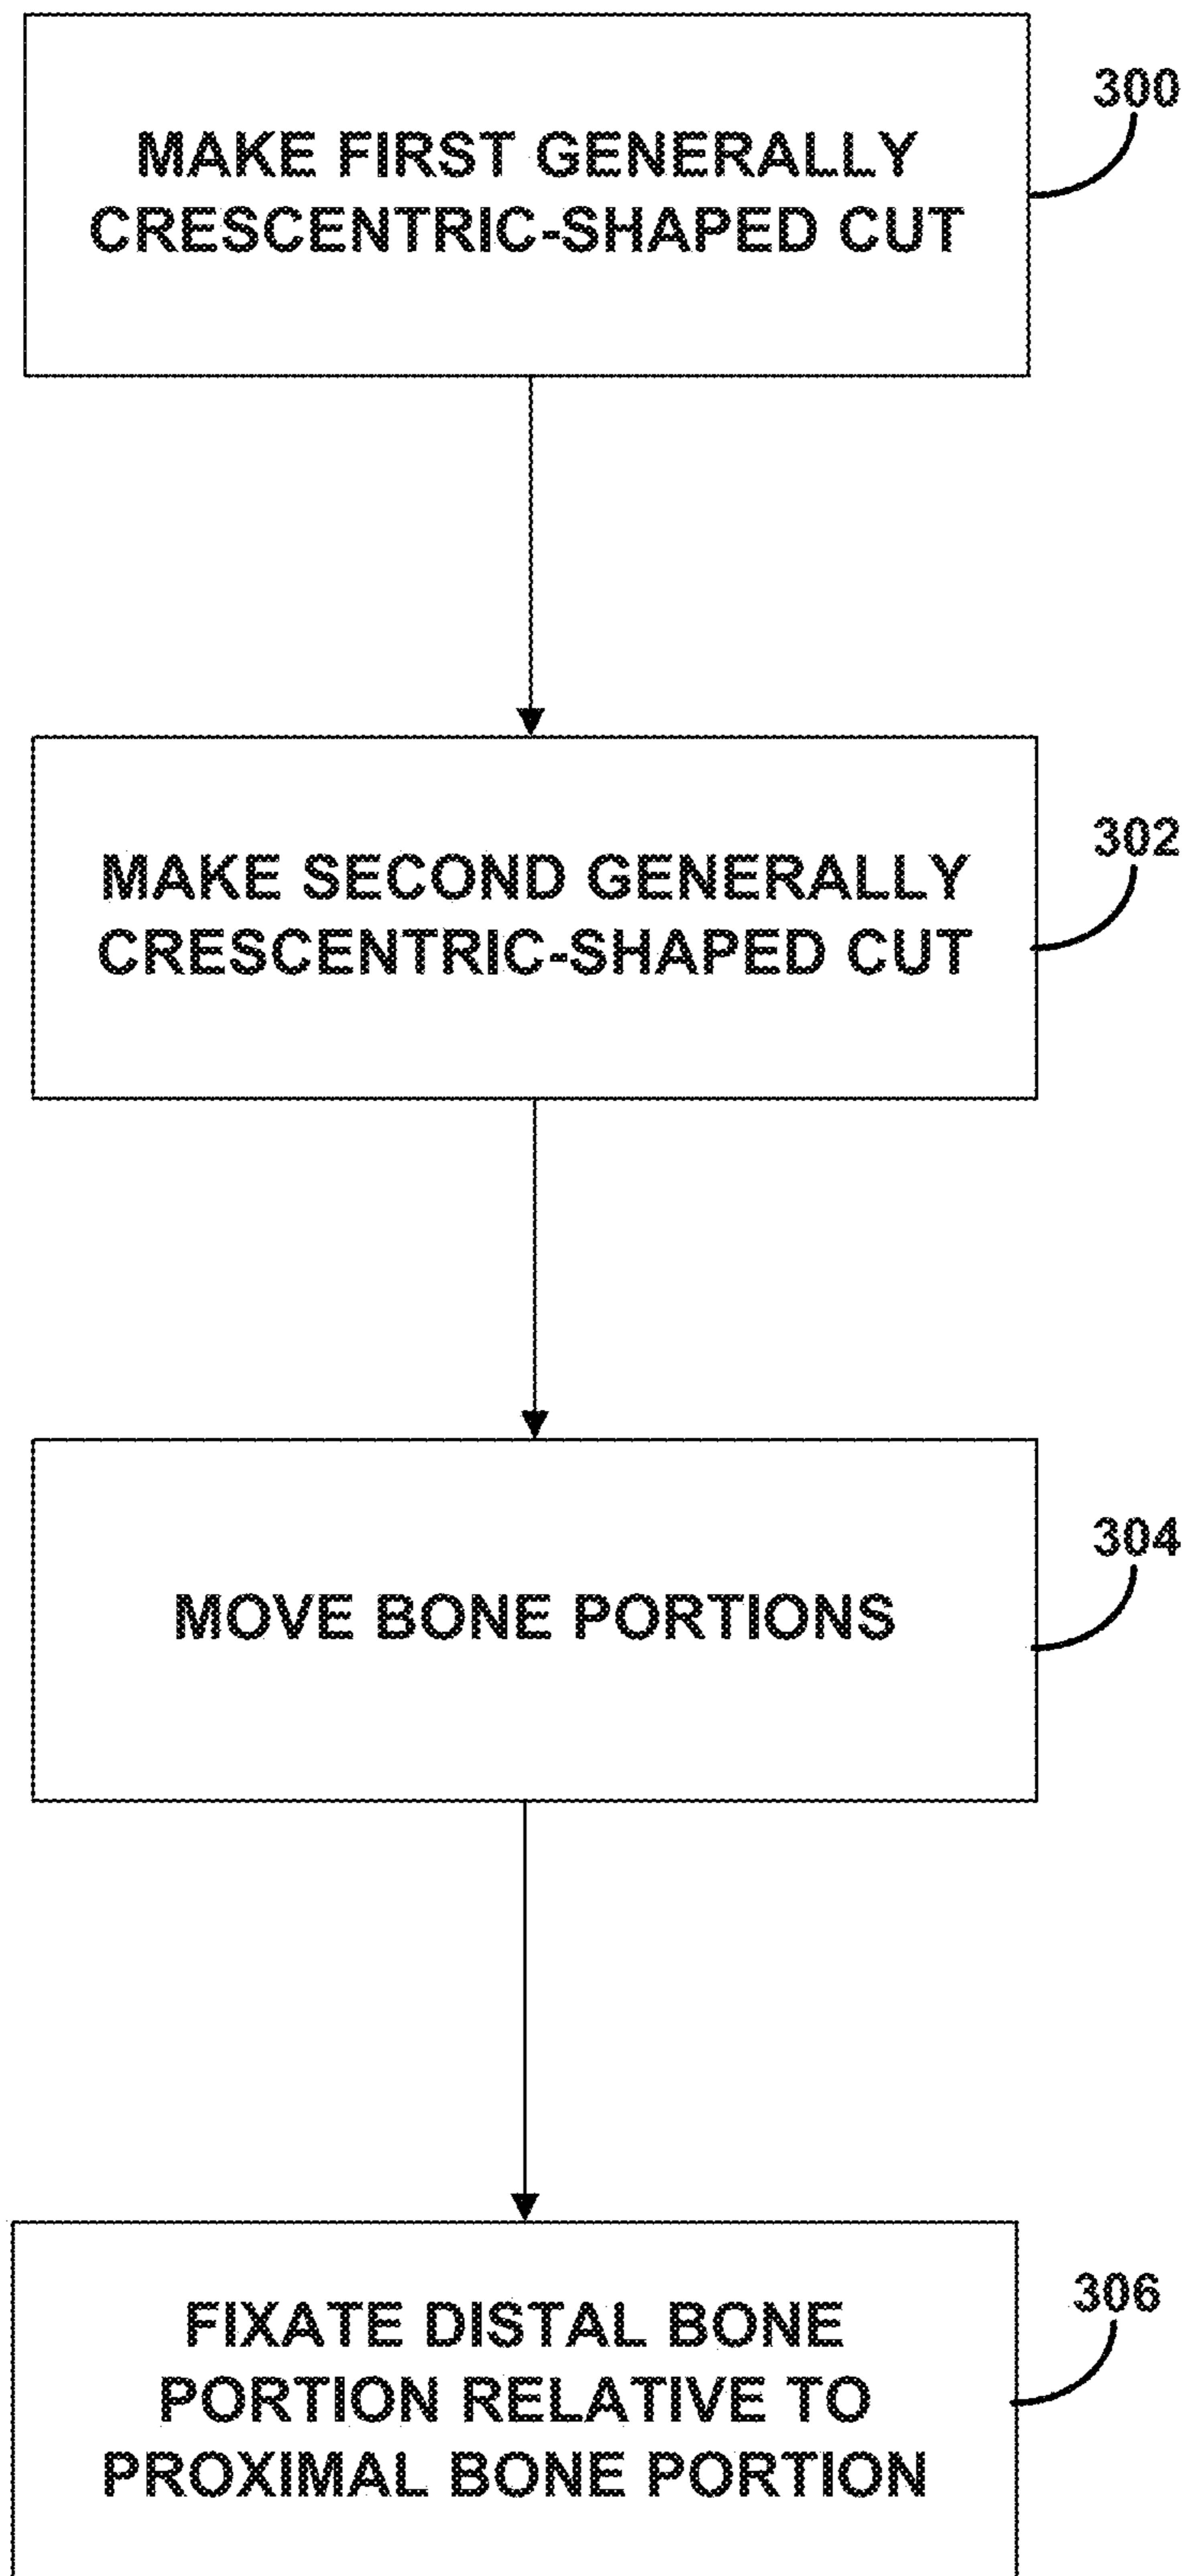 300
MAKE FIRST GENERALLY
CRESCENTRIC-SHAPED CUT
302
MAKE SECOND GENERALLY
CRESCENTRIC-SHAPED CUT
304
MOVE BONE PORTIONS
306
FIXATE DISTAL BONE
PORTION RELATIVE TO
PROXIMAL BONE PORTION